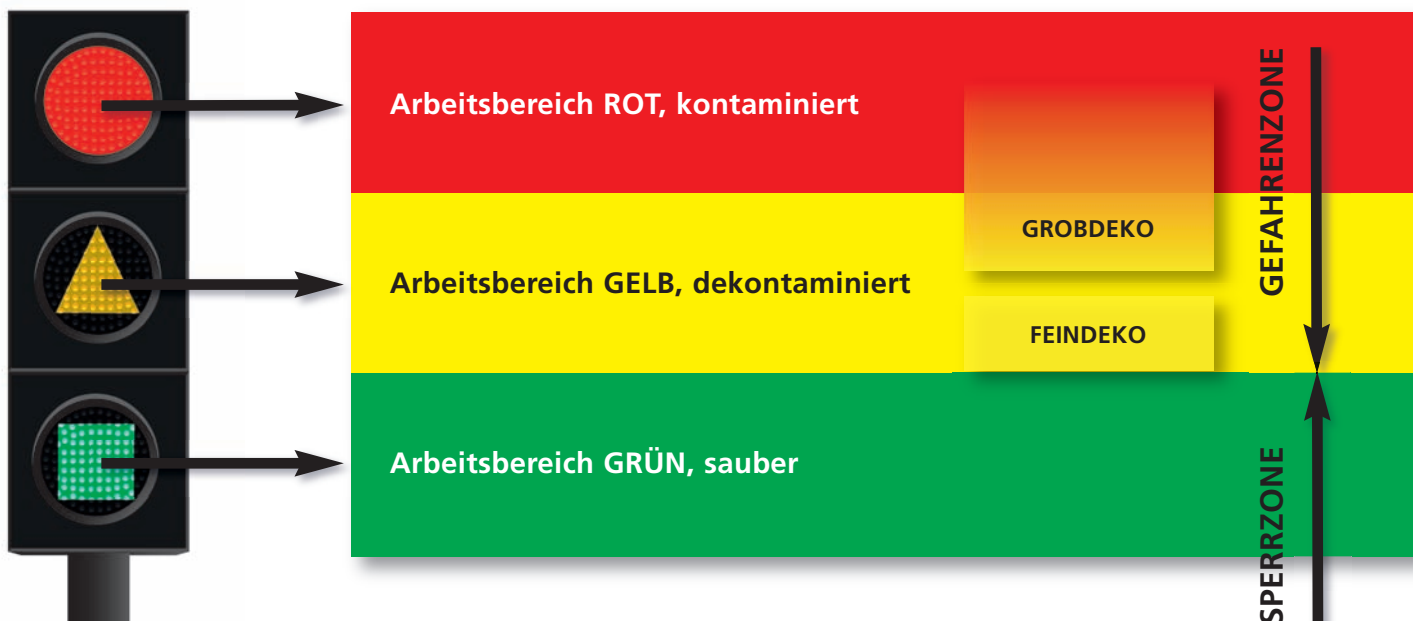 Arbeitsbereich ROT, kontaminiert
GROBDEKO
Arbeitsbereich GELB, dekontaminiert
FEINDEKO
GEFAHRENZONE
Arbeitsbereich GRÜN, sauber
SPERRZONE